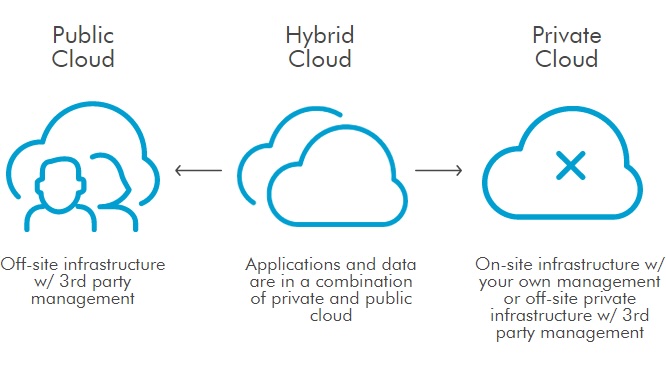 Public
Cloud
Hybrid
Cloud
Private
Cloud
Off-site infrastructure
w/ 3rd party
management
Applications and data
are in a combination
of private and public
cloud
On-site infrastructure w/
your own management
or off-site private
infrastructure w/ 3rd
party management